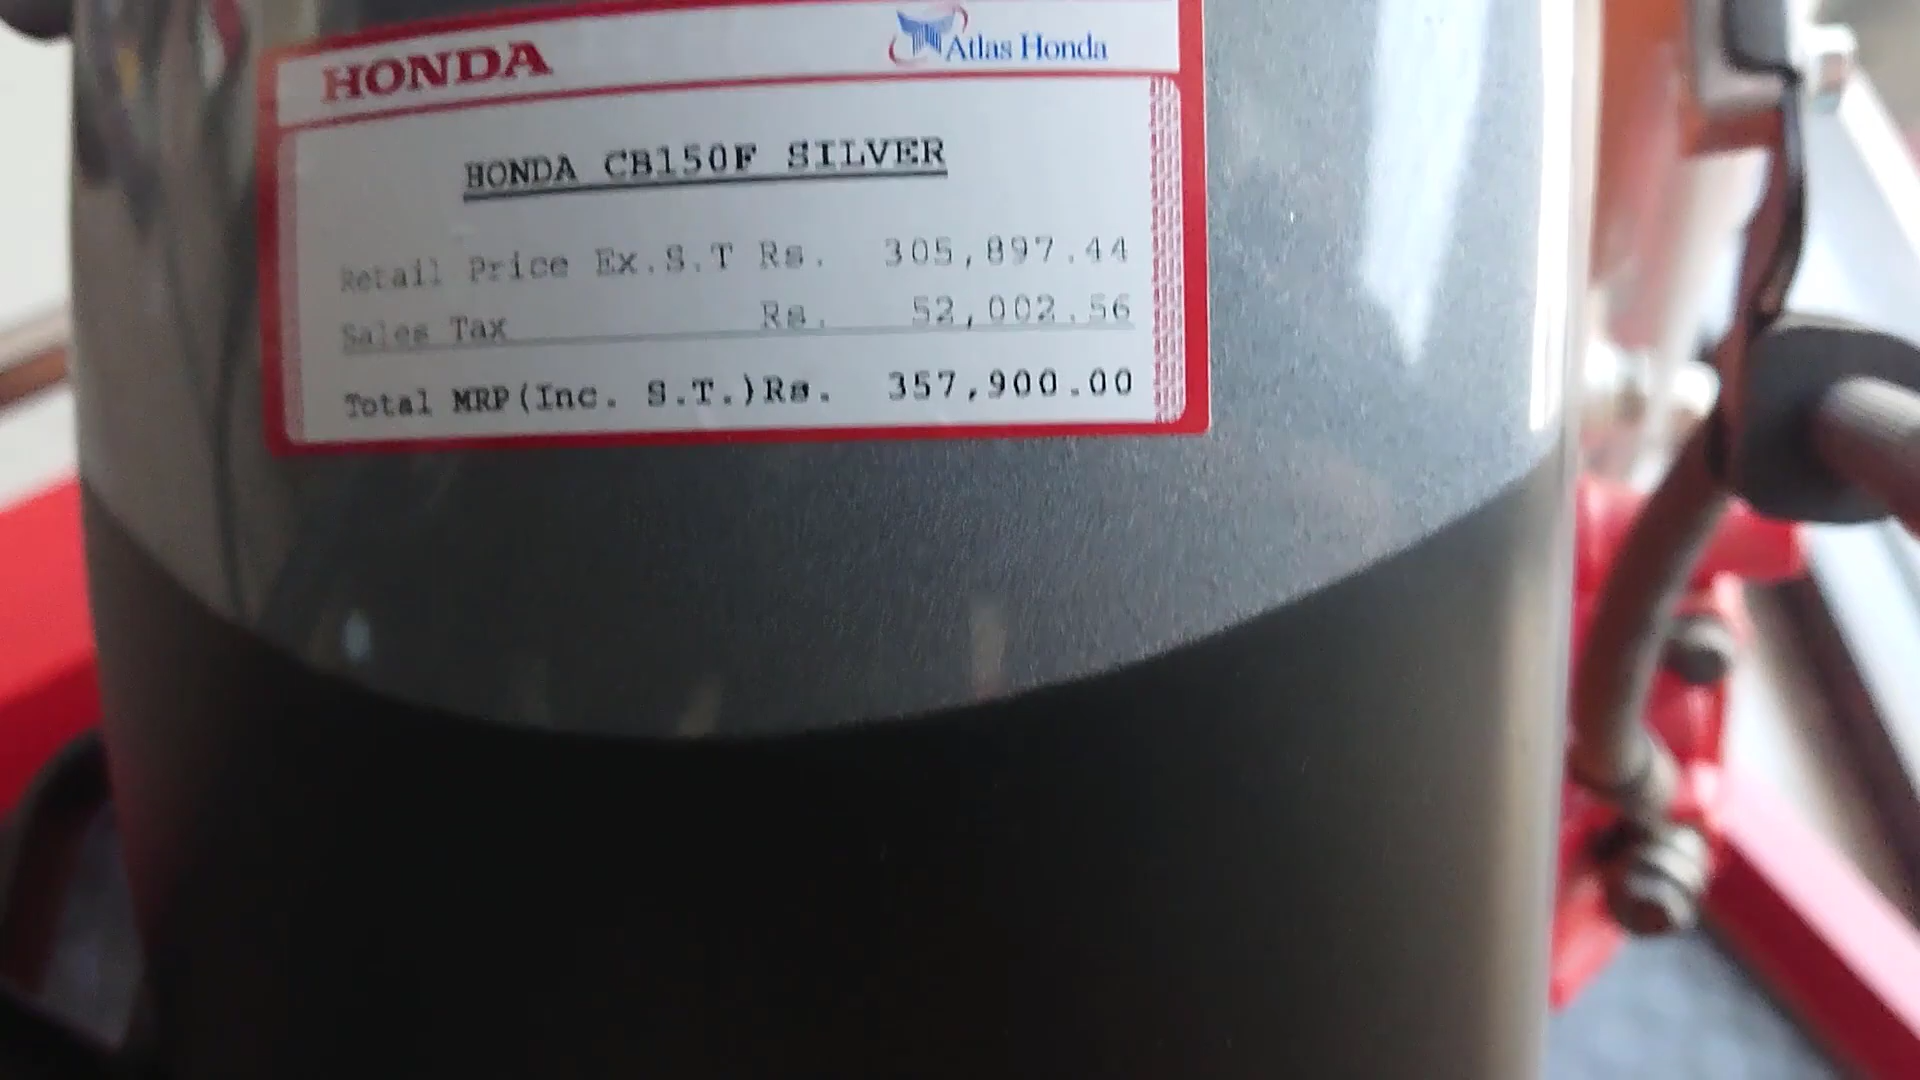 HONDA Atlas Honda
HONDA CB150F SILVER
Retail Price Ex.S.T Rs. 305,897.44
Sales Tax Rs. 52,002.56
Total MRP(Inc. S.T.)Rs. 357,900.00